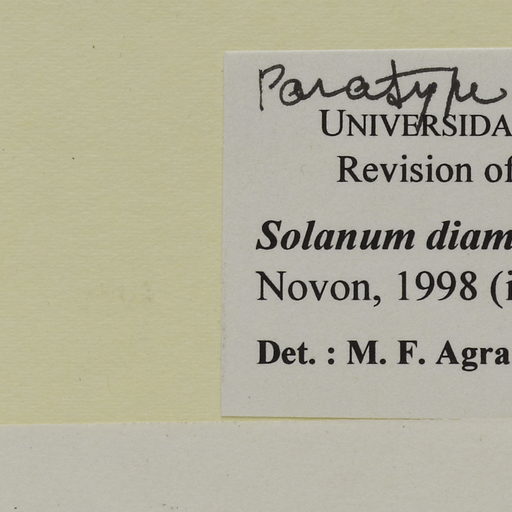 Paratype
UNIVERSIDA
Revision of
Solanum diam
Novon, 1998 (i
Det. : M. F. Agra